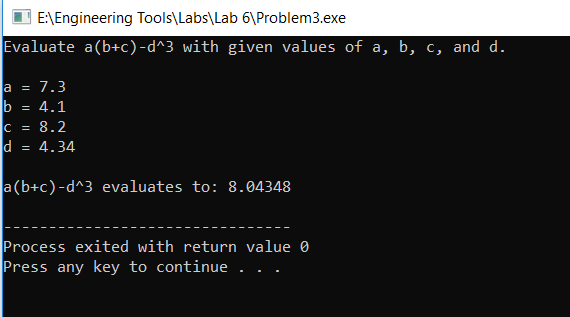 E:\Engineering Tools\Labs\Lab 6\Problem3.exe
Evaluate a(b+c)-d^3 with given values of a, b, c, and d.
a = 7.3
b = 4.1
c = 8.2
d = 4.34
a(b+c)-d^3 evaluates to: 8.04348
--------------------------------
Process exited with return value 0
Press any key to continue . . .